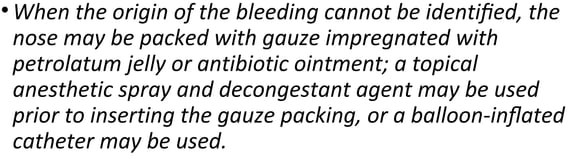 • When the origin of the bleeding cannot be identified, the
nose may be packed with gauze impregnated with
petrolatum jelly or antibiotic ointment; a topical
anesthetic spray and decongestant agent may be used
prior to inserting the gauze packing, or a balloon-inflated
catheter may be used.